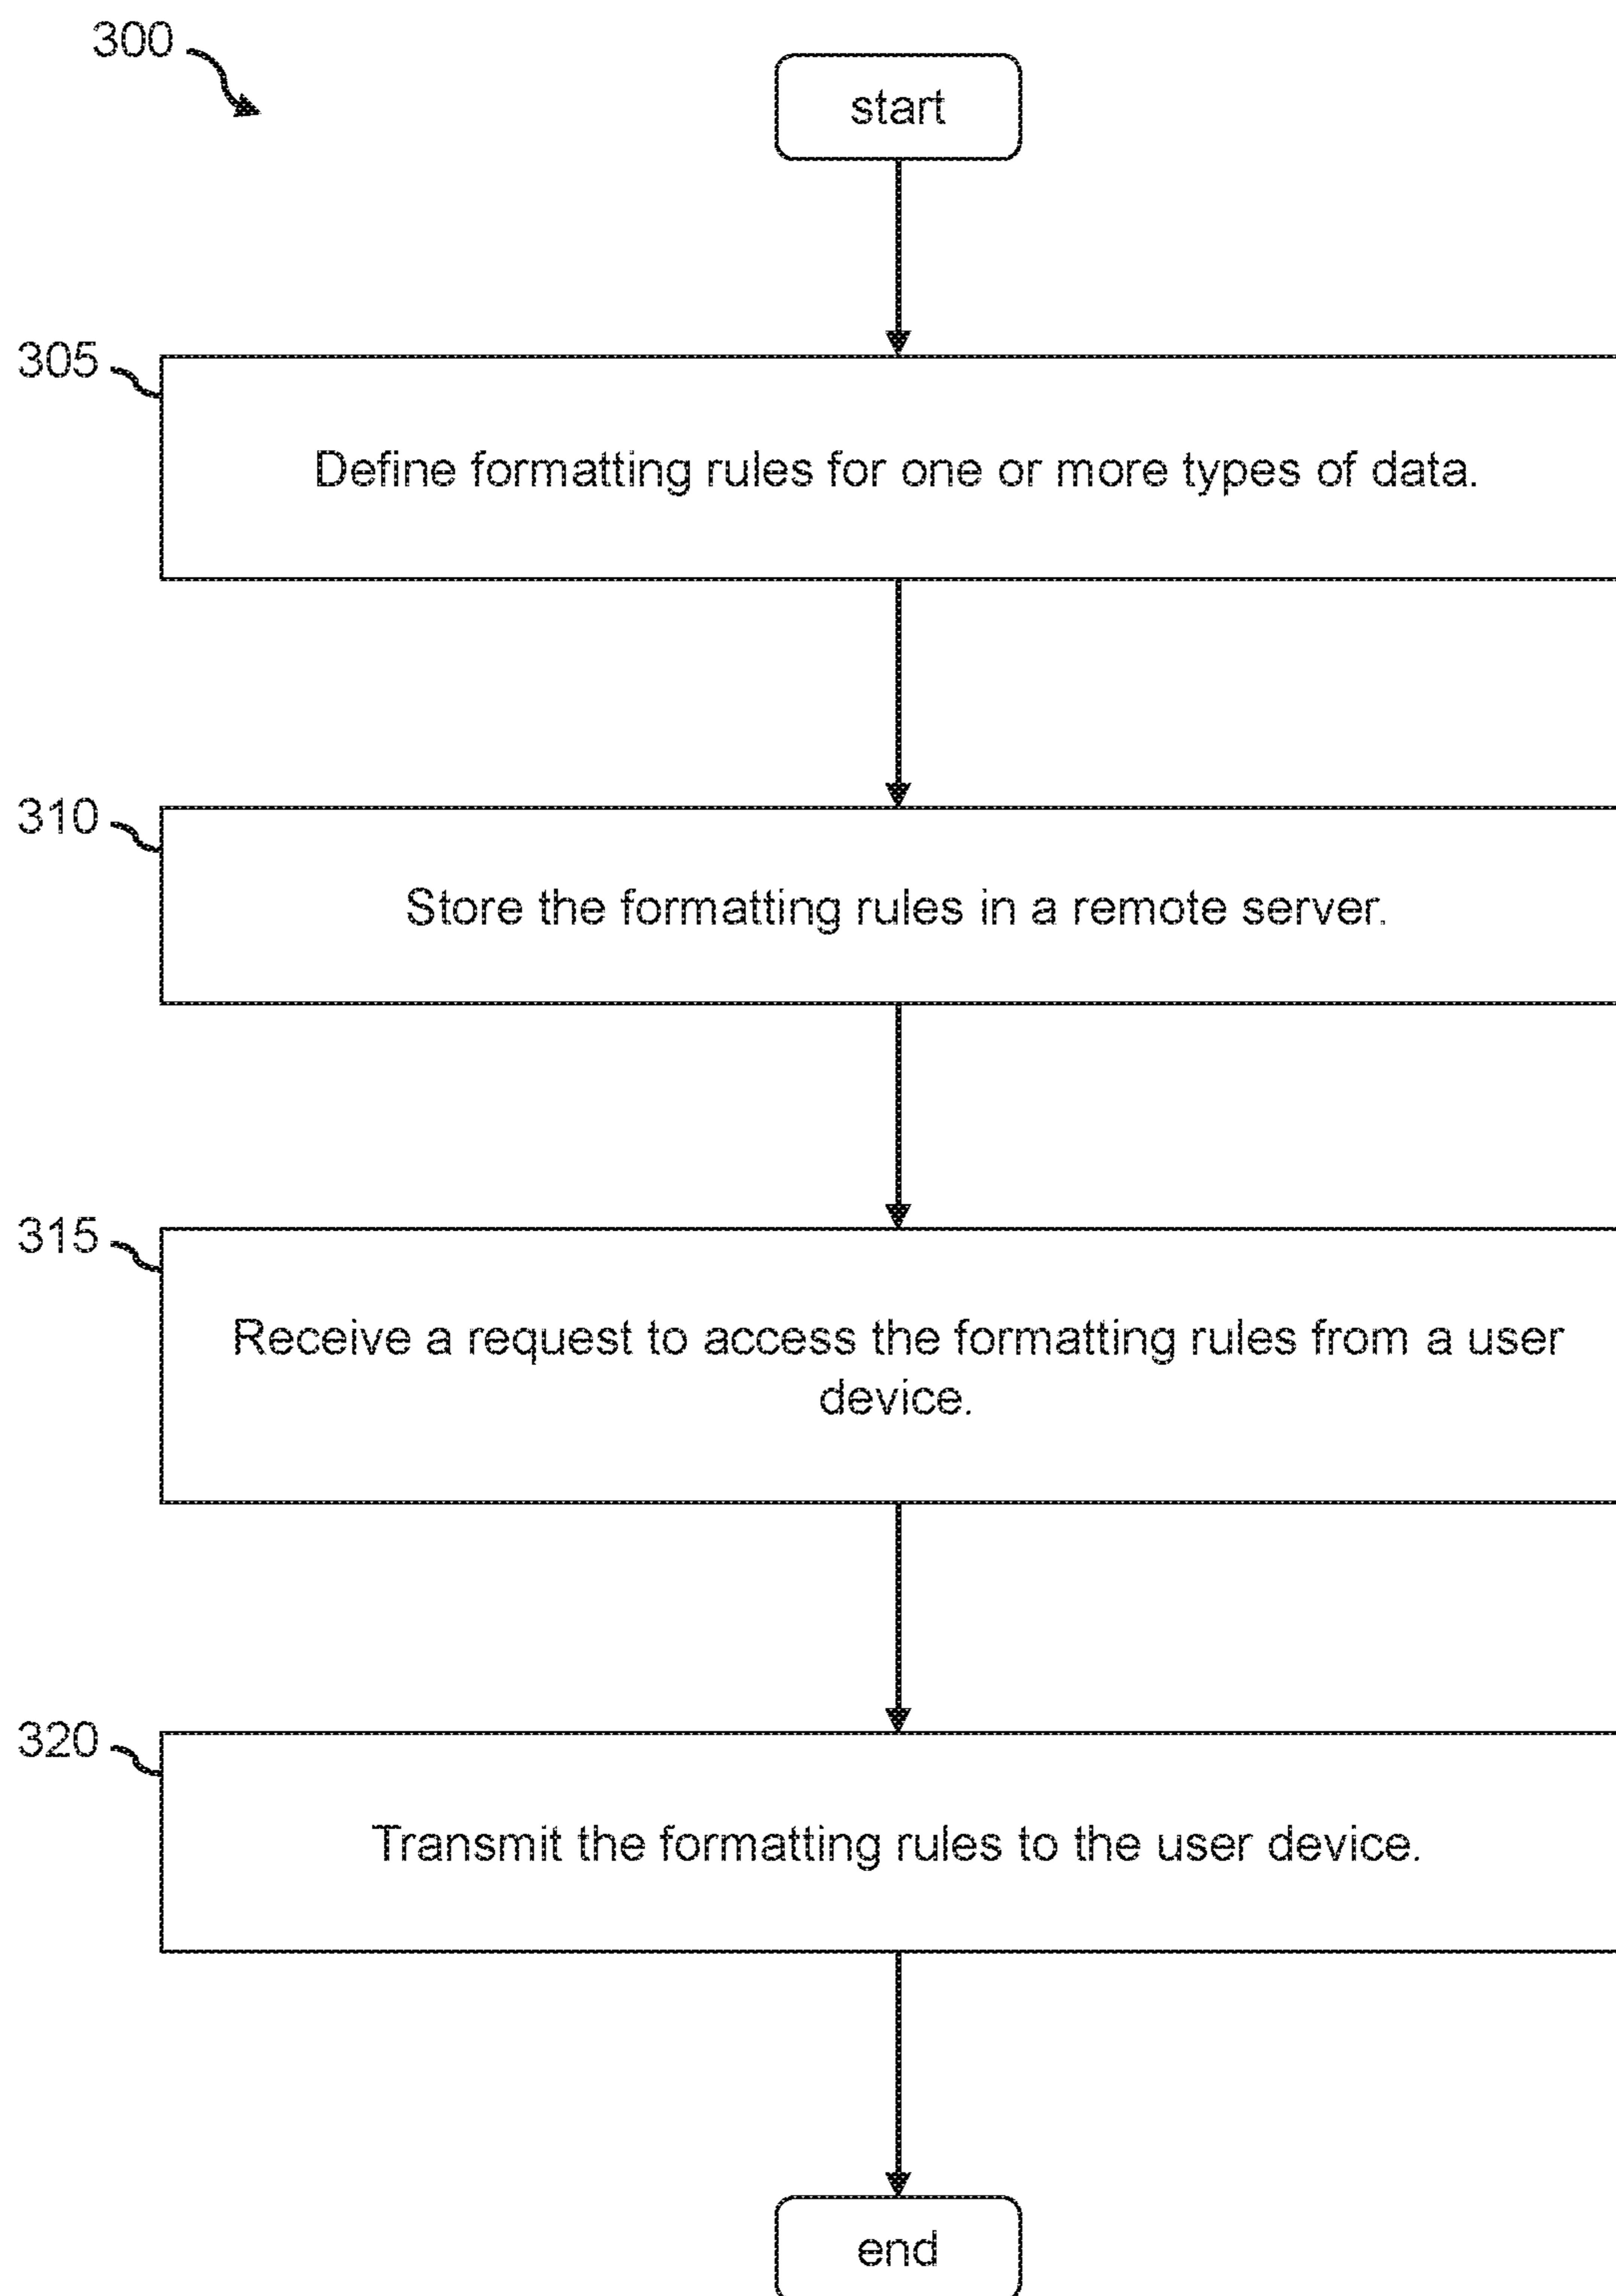 300
start
305
Define formatting rules for one or more types of data.
310
Store the formatting rules in a remote server.
315
Receive a request to access the formatting rules from a user
device.
320
Transmit the formatting rules to the user device.
end